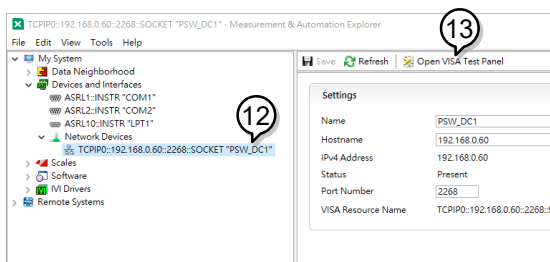 TCPIP0::192.168.0.60::2268::SOCKET "PSW_DC1" - Measurement & Automation Explorer
13
File Edit View Tools Help
My System
Data Neighborhood
Devices and Interfaces
ASRL1::INSTR "COM1"
ASRL2::INSTR "COM2"
ASRL10::INSTR "LPT1"
Network Devices
12
TCPIP0::192.168.0.60::2268::SOCKET "PSW_DC1"
Scales
Software
IVI Drivers
Remote Systems
Save Refresh Open VISA Test Panel
Settings
Name PSW_DC1
Hostname 192.168.0.60
IPv4 Address 192.168.0.60
Status Present
Port Number 2268
VISA Resource Name TCPIP0::192.168.0.60::2268::S